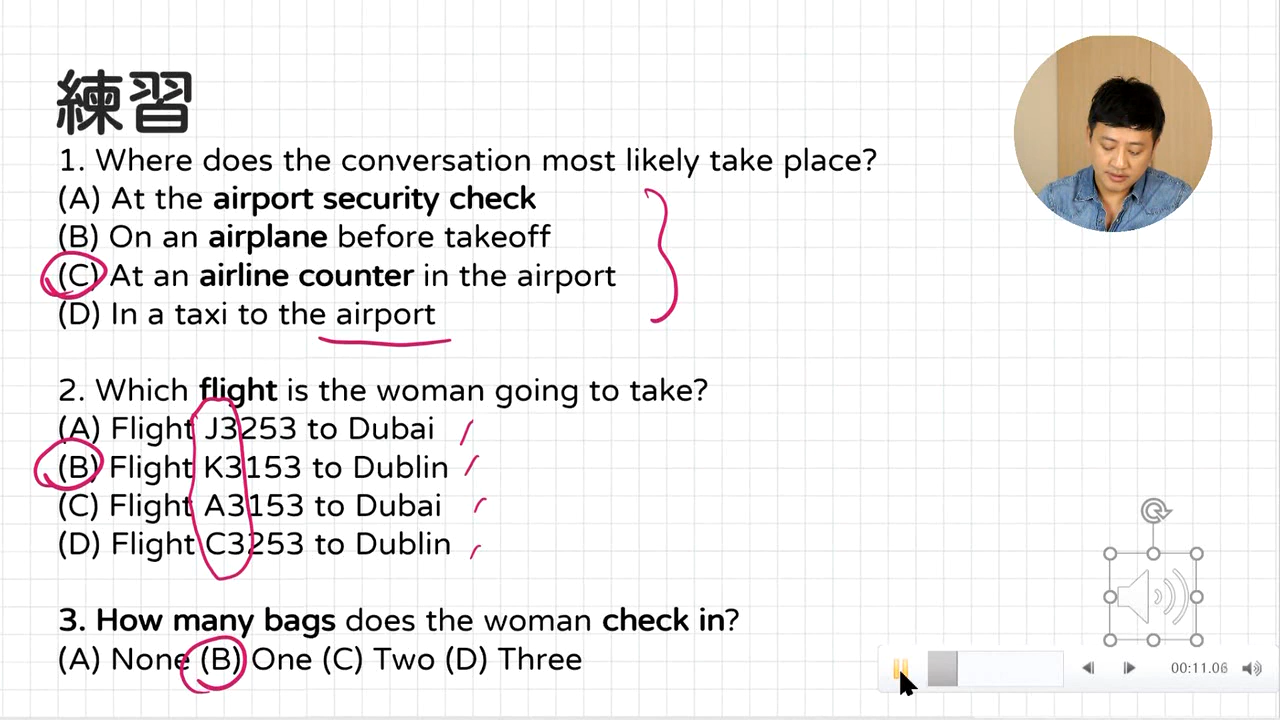 練習
1. Where does the conversation most likely take place?
(A) At the airport security check
(B) On an airplane before takeoff
(C) At an airline counter in the airport
(D) In a taxi to the airport
2. Which flight is the woman going to take?
(A) Flight J3253 to Dubai
(B) Flight K3153 to Dublin
(C) Flight A3153 to Dubai
(D) Flight C3253 to Dublin
3. How many bags does the woman check in?
(A) None (B) One (C) Two (D) Three
00:11.06